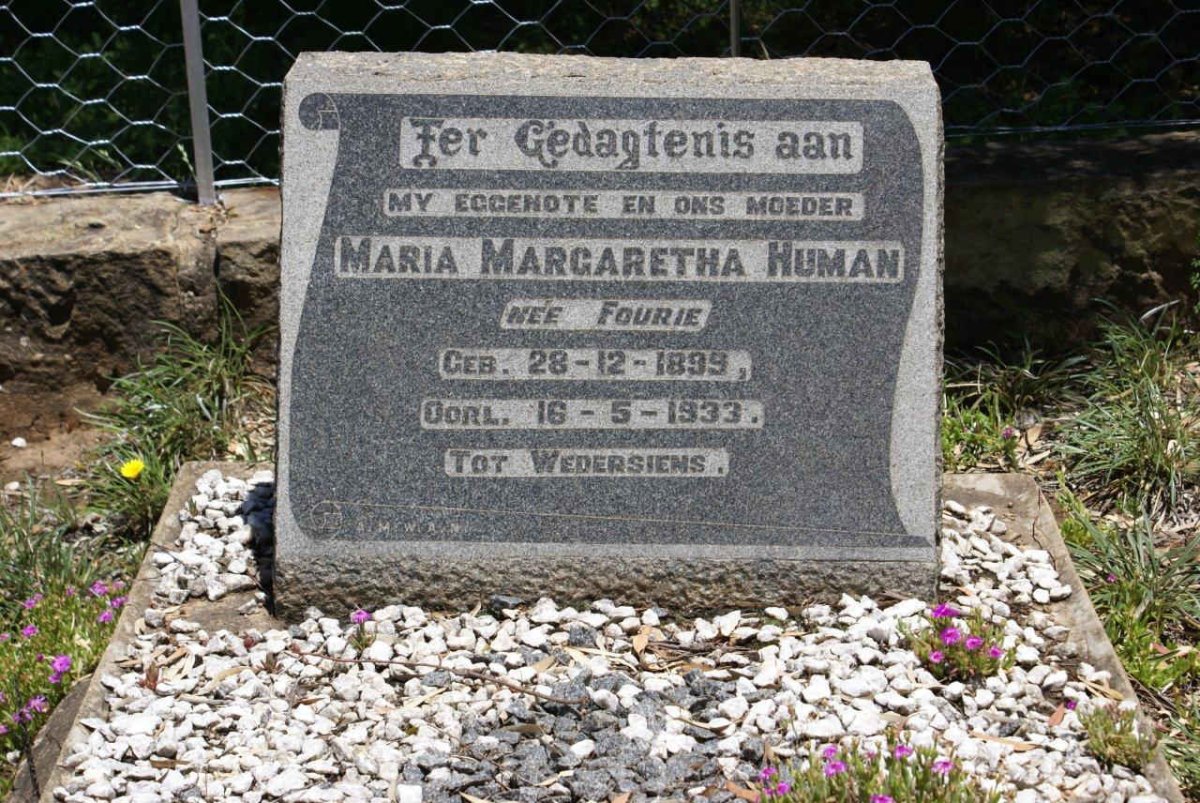 Ter Gedagtenis aan
MY EGGENOTE EN ONS MOEDER
MARIA MARGARETHA HUMAN
NÉE FOURIE
GEB. 28-12-1899,
OORL. 16-5-1933.
TOT WEDERSIENS.